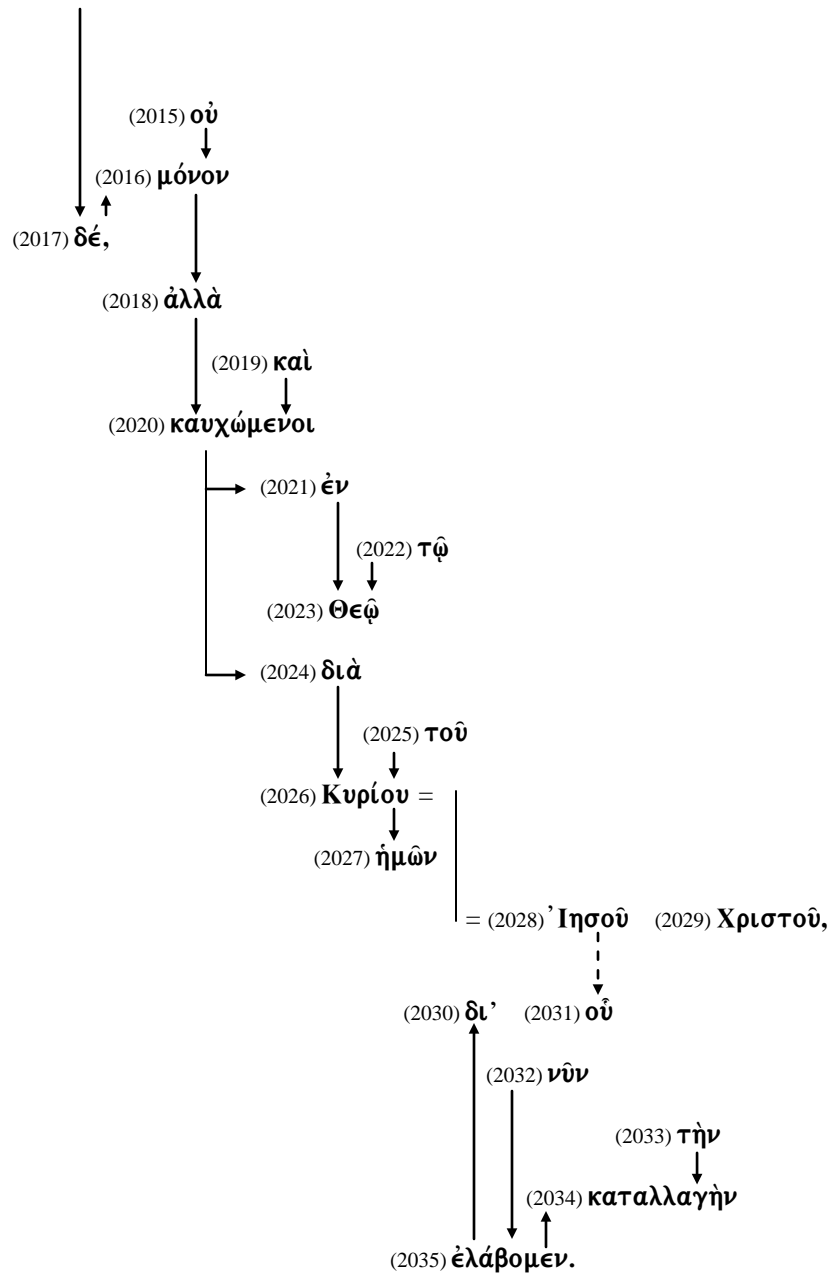 (2015) οὐ
(2016) μόνον
(2017) δέ,
(2018) ἀλλὰ
(2019) καὶ
(2020) καυχώμενοι
(2021) ἐν
(2022) τῷ
(2023) Θεῷ
(2024) διὰ
(2025) τοῦ
(2026) Κυρίου =
(2027) ἡμῶν
= (2028) Ἰησοῦ (2029) Χριστοῦ,
(2030) δι’ (2031) οὗ
(2032) νῦν
(2033) τὴν
(2034) καταλλαγὴν
(2035) ἐλάβομεν.